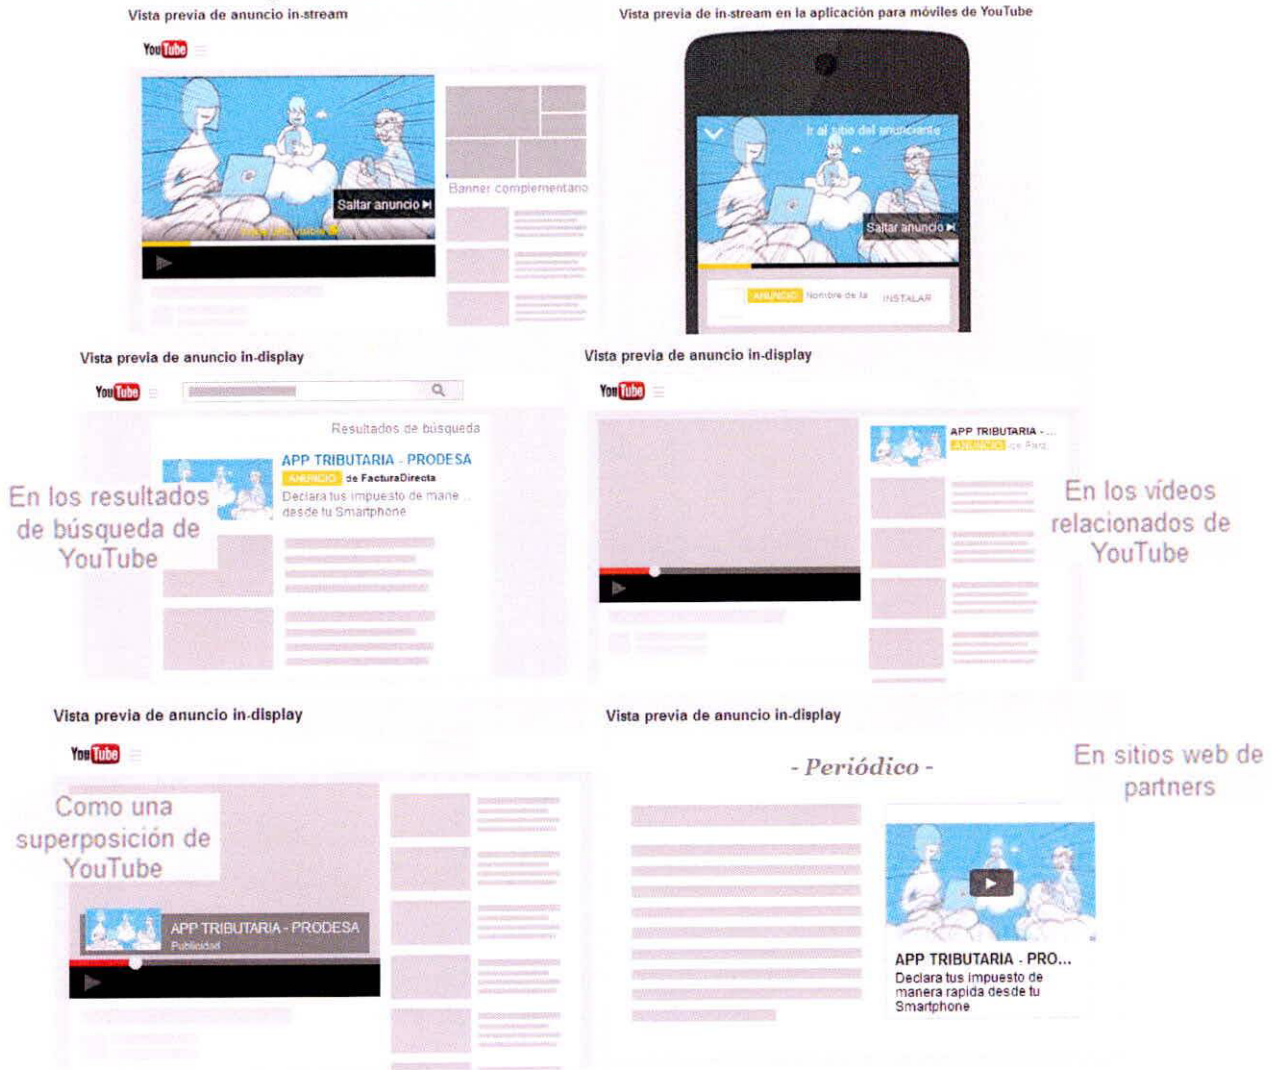 Vista previa de anuncio in-stream
YouTube
Saltar anuncio
Banner complementario
Vista previa de in-stream en la aplicación para móviles de YouTube
Ir al sitio del anunciante
Saltar anuncio
ANUNCIO Nombre de la INSTALAR
Vista previa de anuncio in-display
YouTube
Resultados de búsqueda
APP TRIBUTARIA - PRODESA
ANUNCIO de FacturaDirecta
Declara tus impuesto de mane ...
desde tu Smartphone
En los resultados
de búsqueda de
YouTube
Vista previa de anuncio in-display
YouTube
APP TRIBUTARIA - ...
ANUNCIO
En los vídeos
relacionados de
YouTube
Vista previa de anuncio in-display
YouTube
Como una
superposición de
YouTube
APP TRIBUTARIA - PRODESA
Publicidad
Vista previa de anuncio in-display
- Periódico -
En sitios web de
partners
APP TRIBUTARIA - PRO...
Declara tus impuesto de
manera rapida desde tu
Smartphone